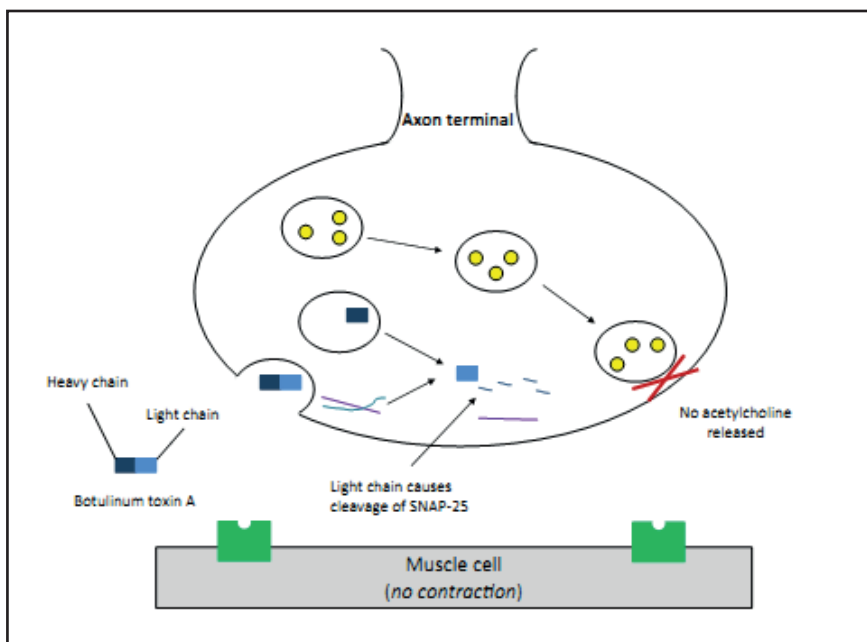 Axon terminal
Heavy chain
Light chain
Botulinum toxin A
Light chain causes
cleavage of SNAP-25
No acetylcholine
released
Muscle cell
(no contraction)